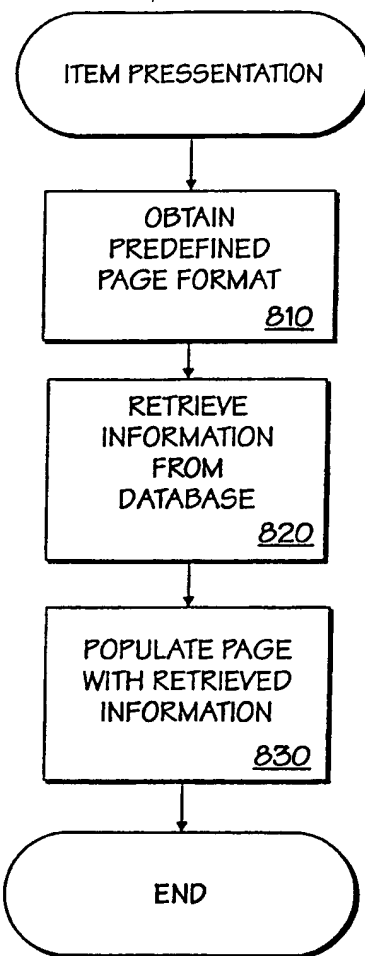 ITEM PRESSENTATION
OBTAIN
PREDEFINED
PAGE FORMAT
810
RETRIEVE
INFORMATION
FROM
DATABASE
820
POPULATE PAGE
WITH RETRIEVED
INFORMATION
830
END